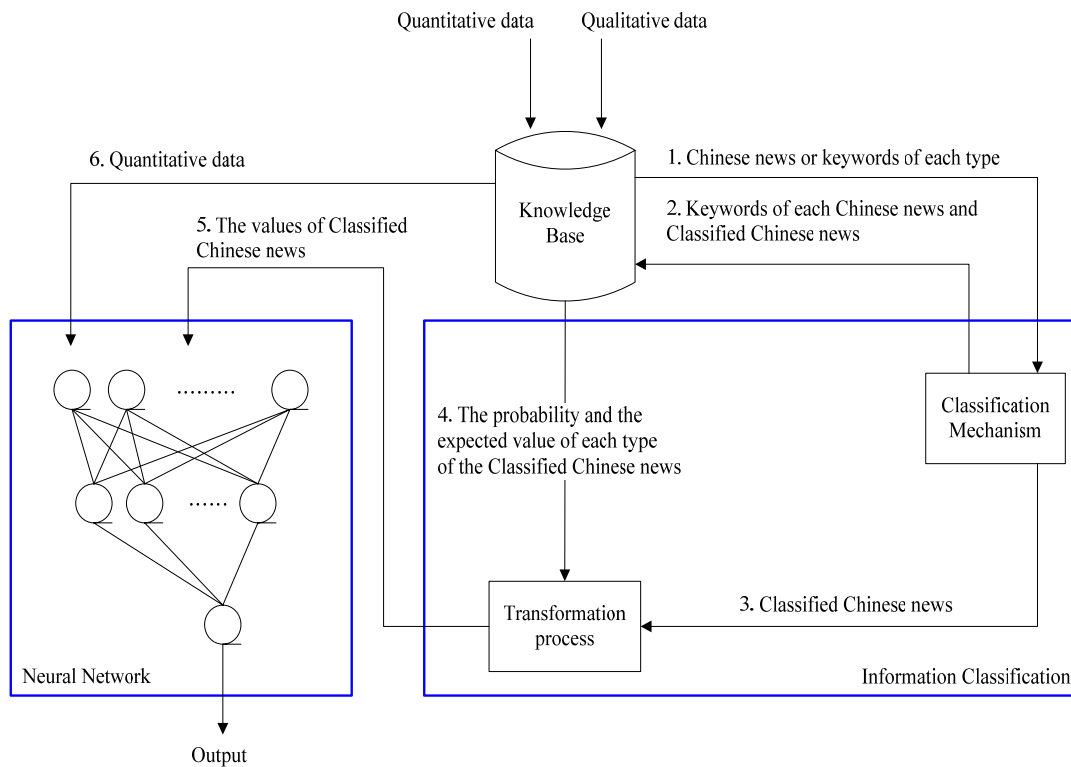 Quantitative data
Qualitative data
6. Quantitative data
1. Chinese news or keywords of each type
Knowledge
Base
2. Keywords of each Chinese news and
Classified Chinese news
5. The values of Classified
Chinese news
4. The probability and the
expected value of each type
of the Classified Chinese news
Classification
Mechanism
.........
......
Transformation
process
3. Classified Chinese news
Neural Network
Information Classification
Output